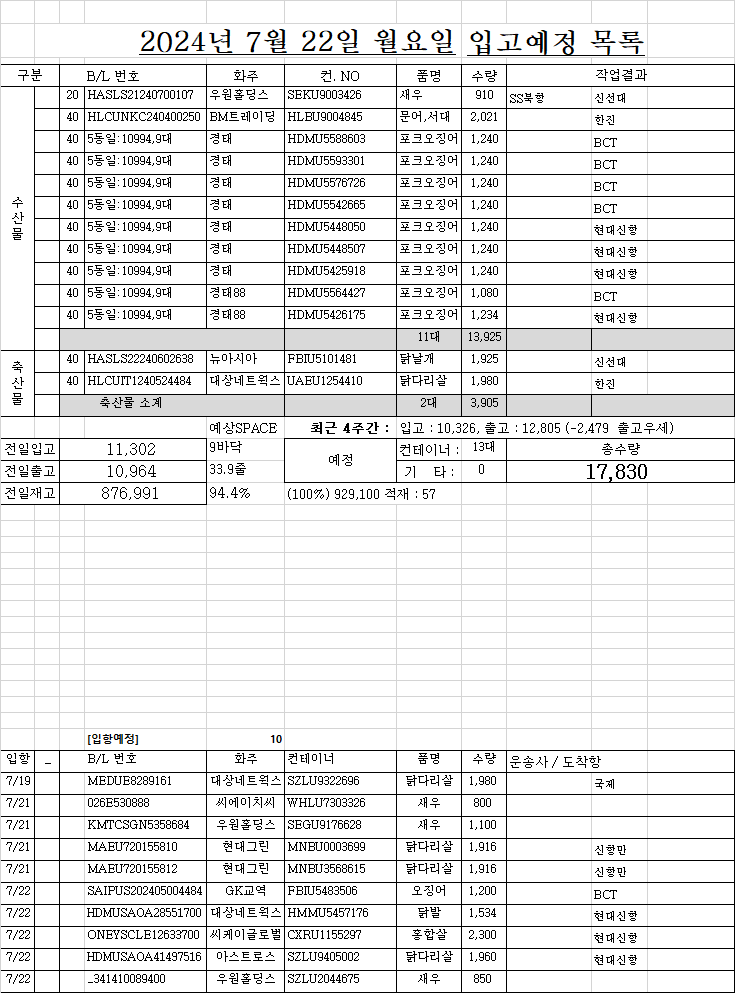 2024년 7월 22일 월요일 입고예정 목록
구분 B/L 번호 화주 컨. NO 품명 수량 작업결과
수산물
20 HASLS21240700107 우원홀딩스 SEKU9003426 새우 910 SS북항 신선대
40 HLCUNKC240400250 BM트레이딩 HLBU9004845 문어,서대 2,021 한진
40 5동일:10994,9대 경태 HDMU5588603 포크오징어 1,240 BCT
40 5동일:10994,9대 경태 HDMU5593301 포크오징어 1,240 BCT
40 5동일:10994,9대 경태 HDMU5576726 포크오징어 1,240 BCT
40 5동일:10994,9대 경태 HDMU5542665 포크오징어 1,240 BCT
40 5동일:10994,9대 경태 HDMU5448050 포크오징어 1,240 현대신항
40 5동일:10994,9대 경태 HDMU5448507 포크오징어 1,240 현대신항
40 5동일:10994,9대 경태 HDMU5425918 포크오징어 1,240 현대신항
40 5동일:10994,9대 경태88 HDMU5564427 포크오징어 1,080 BCT
40 5동일:10994,9대 경태88 HDMU5426175 포크오징어 1,234 현대신항
11대 13,925
축산물
40 HASLS22240602638 뉴아시아 FBIU5101481 닭날개 1,925 신선대
40 HLCUIT1240524484 대상네트웍스 UAEU1254410 닭다리살 1,980 한진
축산물 소계 2대 3,905
예상SPACE 최근 4주간 : 입고 : 10,326, 출고 : 12,805 (-2,479 출고우세)
전일입고 11,302 9바닥 예정 컨테이너 : 13대 총수량
전일출고 10,964 33.9줄 기 타 : 0 17,830
전일재고 876,991 94.4% (100%) 929,100 적재 : 57
[입항예정] 10
입항 _ B/L 번호 화주 컨테이너 품명 수량 운송사 / 도착항
7/19 MEDUE8289161 대상네트웍스 SZLU9322696 닭다리살 1,980 국제
7/21 026E530888 씨에이치씨 WHLU7303326 새우 800
7/21 KMTCSGN5358684 우원홀딩스 SEGU9176628 새우 1,100
7/21 MAEU720155810 현대그린 MNBU0003699 닭다리살 1,916 신항만
7/21 MAEU720155812 현대그린 MNBU3568615 닭다리살 1,916 신항만
7/22 SAIPUS202405004484 GK교역 FBIU5483506 오징어 1,200 BCT
7/22 HDMUSAOA28551700 대상네트웍스 HMMU5457176 닭발 1,534 현대신항
7/22 ONEYSCLE12633700 씨케이글로벌 CXRU1155297 홍합살 2,300 현대신항
7/22 HDMUSAOA41497516 아스트로스 SZLU9405002 닭다리살 1,960 현대신항
7/22 _341410089400 우원홀딩스 SZLU2044675 새우 850